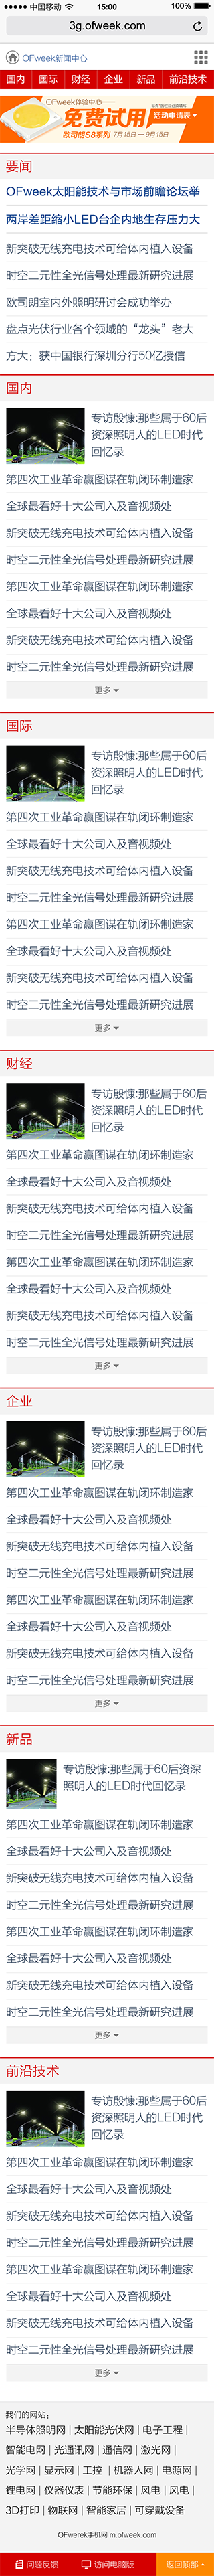 中国移动 15:00 100%
3g.ofweek.com
OFweek新闻中心
国内 国际 财经 企业 新品 前沿技术
OFweek体验中心
免费试用
欧司朗S8系列 7月15日 — 9月15日
活动申请表
要闻
OFweek太阳能技术与市场前瞻论坛举
两岸差距缩小LED台企内地生存压力大
新突破无线充电技术可给体内植入设备
时空二元性全光信号处理最新研究进展
欧司朗室内外照明研讨会成功举办
盘点光伏行业各个领域的“龙头”老大
方大：获中国银行深圳分行50亿授信
国内
专访殷慷:那些属于60后
资深照明人的LED时代
回忆录
第四次工业革命赢图谋在轨闭环制造家
全球最看好十大公司入及音视频处
新突破无线充电技术可给体内植入设备
时空二元性全光信号处理最新研究进展
第四次工业革命赢图谋在轨闭环制造家
全球最看好十大公司入及音视频处
新突破无线充电技术可给体内植入设备
时空二元性全光信号处理最新研究进展
更多
国际
专访殷慷:那些属于60后
资深照明人的LED时代
回忆录
第四次工业革命赢图谋在轨闭环制造家
全球最看好十大公司入及音视频处
新突破无线充电技术可给体内植入设备
时空二元性全光信号处理最新研究进展
第四次工业革命赢图谋在轨闭环制造家
全球最看好十大公司入及音视频处
新突破无线充电技术可给体内植入设备
时空二元性全光信号处理最新研究进展
更多
财经
专访殷慷:那些属于60后
资深照明人的LED时代
回忆录
第四次工业革命赢图谋在轨闭环制造家
全球最看好十大公司入及音视频处
新突破无线充电技术可给体内植入设备
时空二元性全光信号处理最新研究进展
第四次工业革命赢图谋在轨闭环制造家
全球最看好十大公司入及音视频处
新突破无线充电技术可给体内植入设备
时空二元性全光信号处理最新研究进展
更多
企业
专访殷慷:那些属于60后
资深照明人的LED时代
回忆录
第四次工业革命赢图谋在轨闭环制造家
全球最看好十大公司入及音视频处
新突破无线充电技术可给体内植入设备
时空二元性全光信号处理最新研究进展
第四次工业革命赢图谋在轨闭环制造家
全球最看好十大公司入及音视频处
新突破无线充电技术可给体内植入设备
时空二元性全光信号处理最新研究进展
更多
新品
专访殷慷:那些属于60后资深
照明人的LED时代回忆录
第四次工业革命赢图谋在轨闭环制造家
全球最看好十大公司入及音视频处
新突破无线充电技术可给体内植入设备
时空二元性全光信号处理最新研究进展
第四次工业革命赢图谋在轨闭环制造家
全球最看好十大公司入及音视频处
新突破无线充电技术可给体内植入设备
时空二元性全光信号处理最新研究进展
更多
前沿技术
专访殷慷:那些属于60后
资深照明人的LED时代
回忆录
第四次工业革命赢图谋在轨闭环制造家
全球最看好十大公司入及音视频处
新突破无线充电技术可给体内植入设备
时空二元性全光信号处理最新研究进展
第四次工业革命赢图谋在轨闭环制造家
全球最看好十大公司入及音视频处
新突破无线充电技术可给体内植入设备
时空二元性全光信号处理最新研究进展
更多
我们的网站：
半导体照明网 | 太阳能光伏网 | 电子工程 |
智能电网 | 光通讯网 | 通信网 | 激光网 |
光学网 | 显示网 | 工控 | 机器人网 | 电源网 |
锂电网 | 仪器仪表 | 节能环保 | 风电 | 风电 |
3D打印 | 物联网 | 智能家居 | 可穿戴设备
OFwerek手机网 m.ofweek.com
问题反馈 访问电脑版 返回顶部